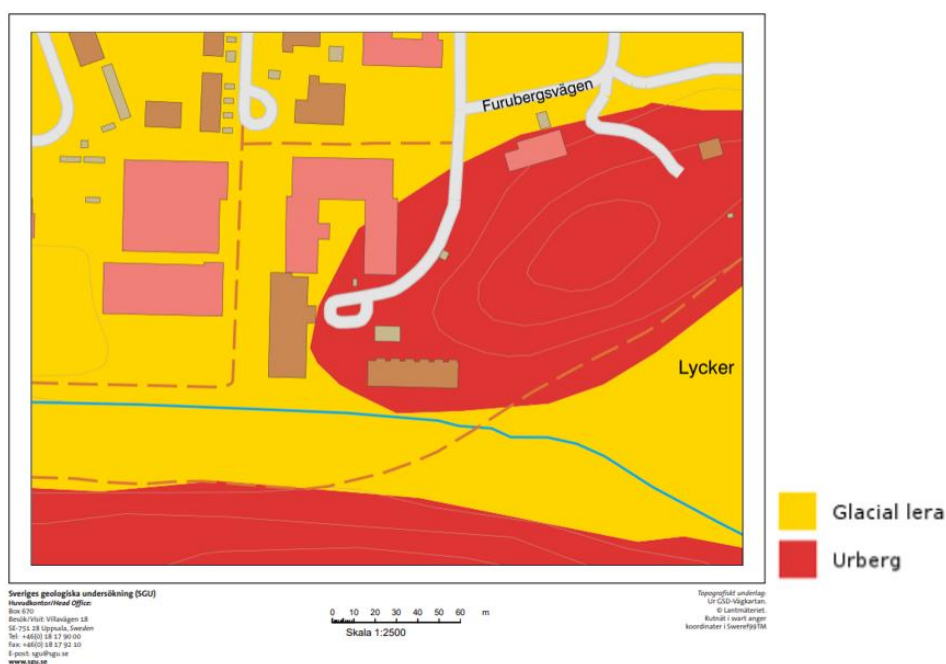 Furubergsvägen
Lycker
Glacial lera
Urberg
Sveriges geologiska undersökning (SGU)
Huvudkontor/Head Office:
Box 670
Besök/Visit: Villavägen 18
SE-751 28 Uppsala, Sweden
Tel: +46(0) 18 17 90 00
Fax: +46(0) 18 17 92 10
E-post: sgu@sgu.se
www.sgu.se
0 10 20 30 40 50 60 m
Skala 1:2500
Topografiskt underlag:
Ur GSD-Vägkartan.
© Lantmäteriet.
Rutnät i svart anger
koordinater i Sweref99TM